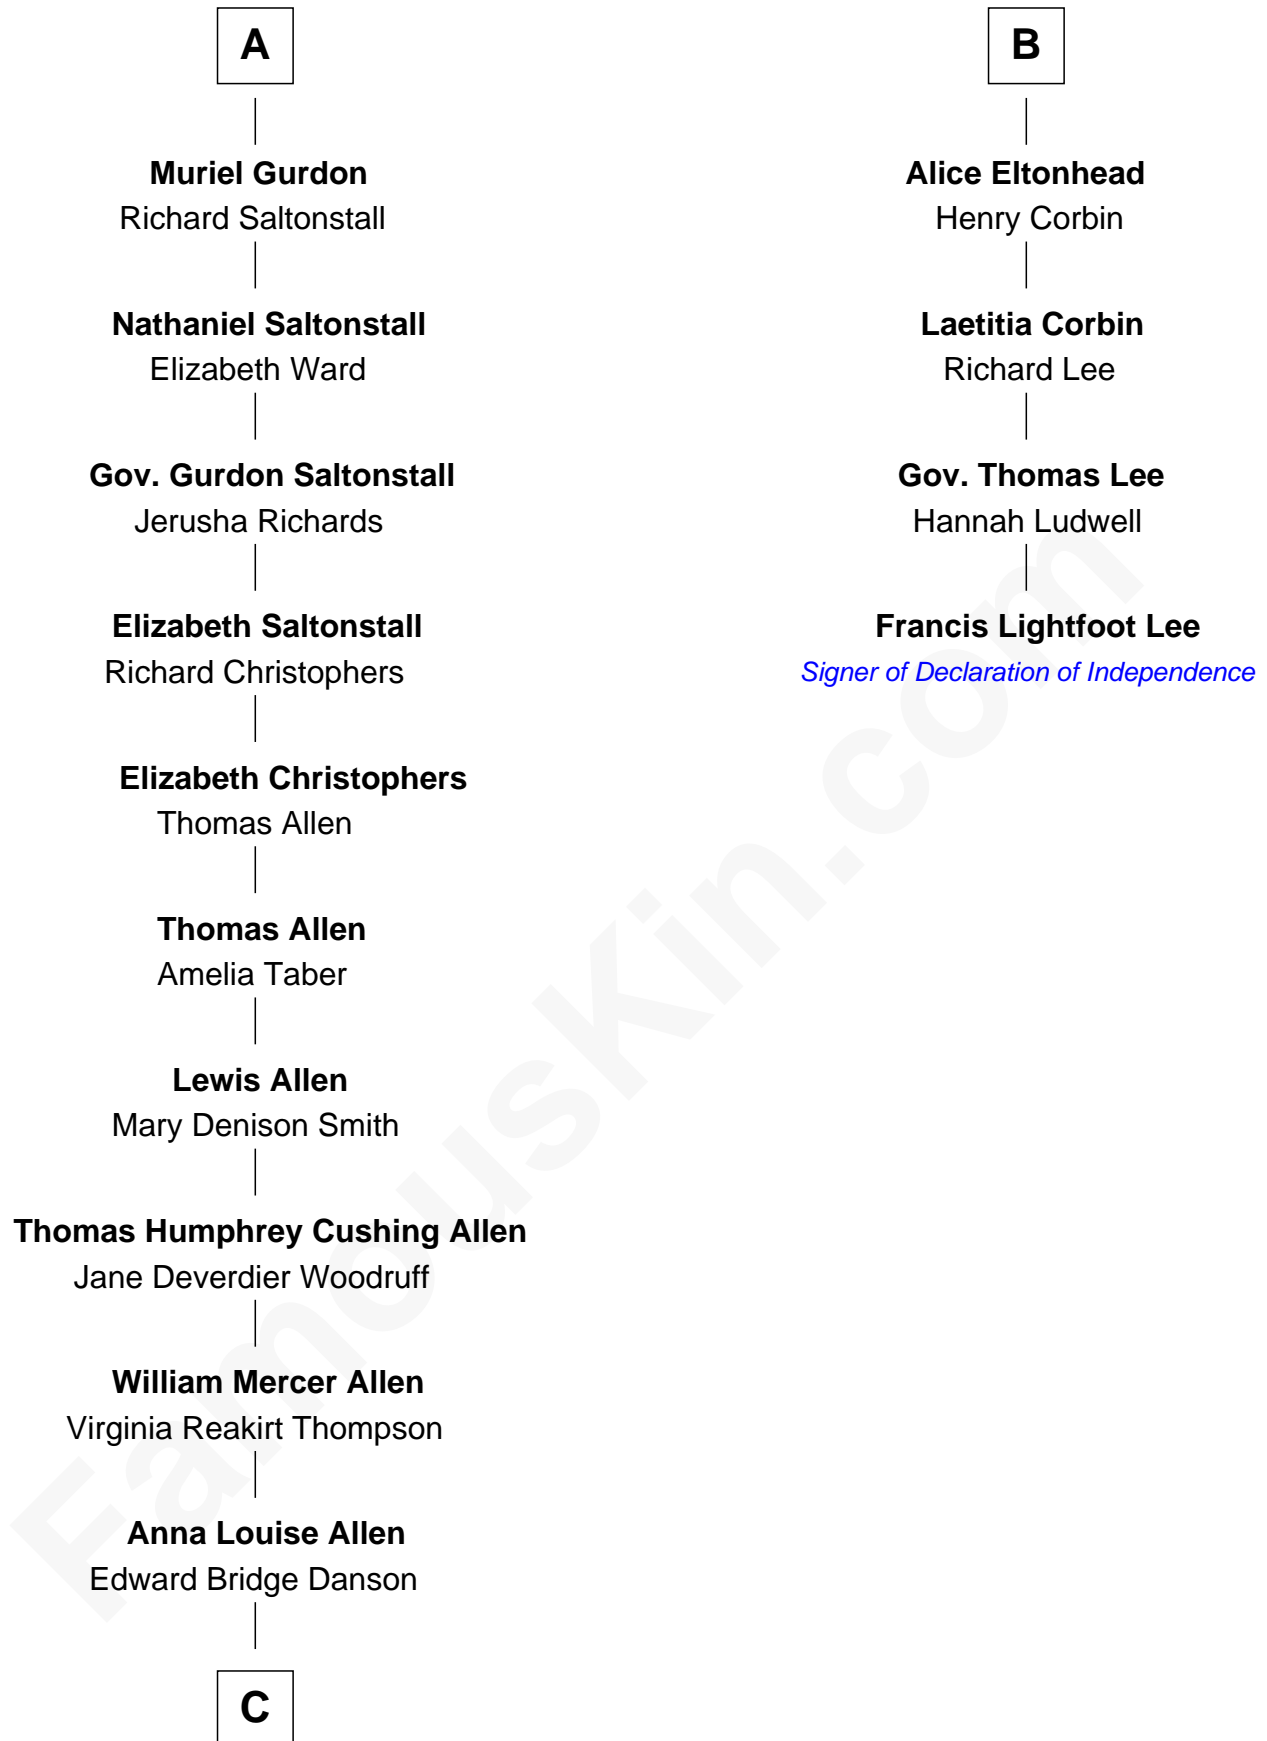 A
Muriel Gurdon
Richard Saltonstall
Nathaniel Saltonstall
Elizabeth Ward
Gov. Gurdon Saltonstall
Jerusha Richards
Elizabeth Saltonstall
Richard Christophers
Elizabeth Christophers
Thomas Allen
Thomas Allen
Amelia Taber
Lewis Allen
Mary Denison Smith
Thomas Humphrey Cushing Allen
Jane Deverdier Woodruff
William Mercer Allen
Virginia Reakirt Thompson
Anna Louise Allen
Edward Bridge Danson
C
B
Alice Eltonhead
Henry Corbin
Laetitia Corbin
Richard Lee
Gov. Thomas Lee
Hannah Ludwell
Francis Lightfoot Lee
Signer of Declaration of Independence
FamousKin.com